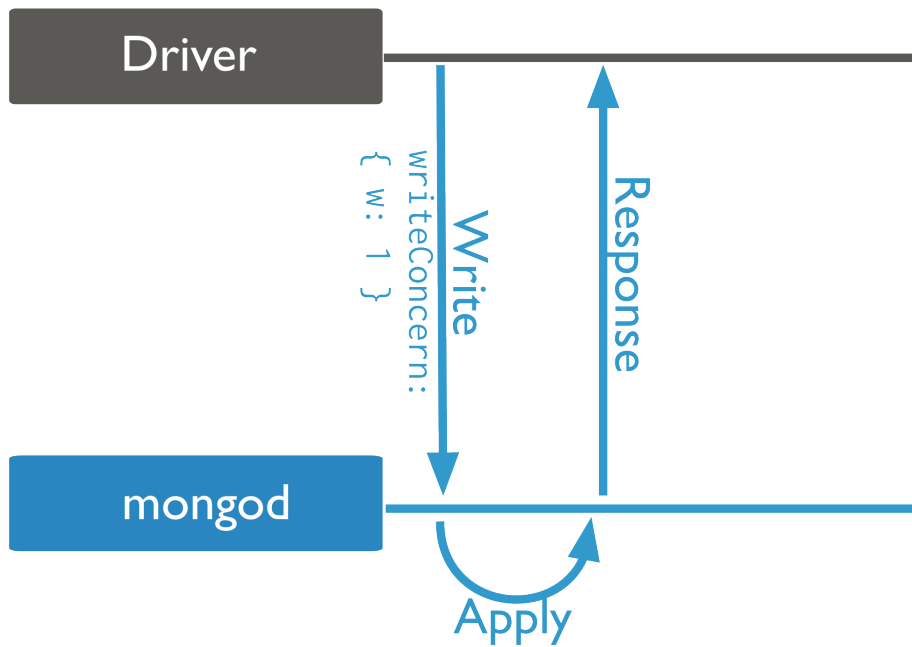 Driver
writeConcern:
{ w: 1 }
Write
Response
mongod
Apply